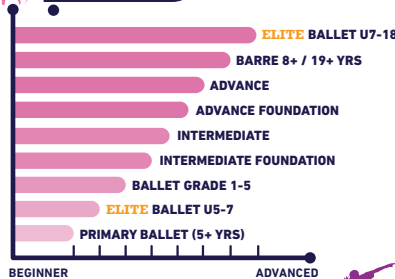 ELITE BALLET U7-18
BARRE 8+ / 19+ YRS
ADVANCE
ADVANCE FOUNDATION
INTERMEDIATE
INTERMEDIATE FOUNDATION
BALLET GRADE 1-5
ELITE BALLET U5-7
PRIMARY BALLET (5+ YRS)
BEGINNER ADVANCED